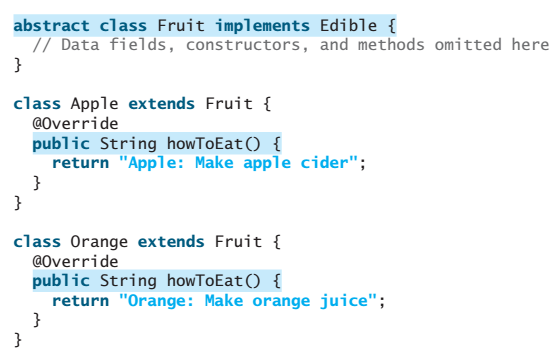 abstract class Fruit implements Edible {
  // Data fields, constructors, and methods omitted here
}

class Apple extends Fruit {
  @Override
  public String howToEat() {
    return "Apple: Make apple cider";
  }
}

class Orange extends Fruit {
  @Override
  public String howToEat() {
    return "Orange: Make orange juice";
  }
}